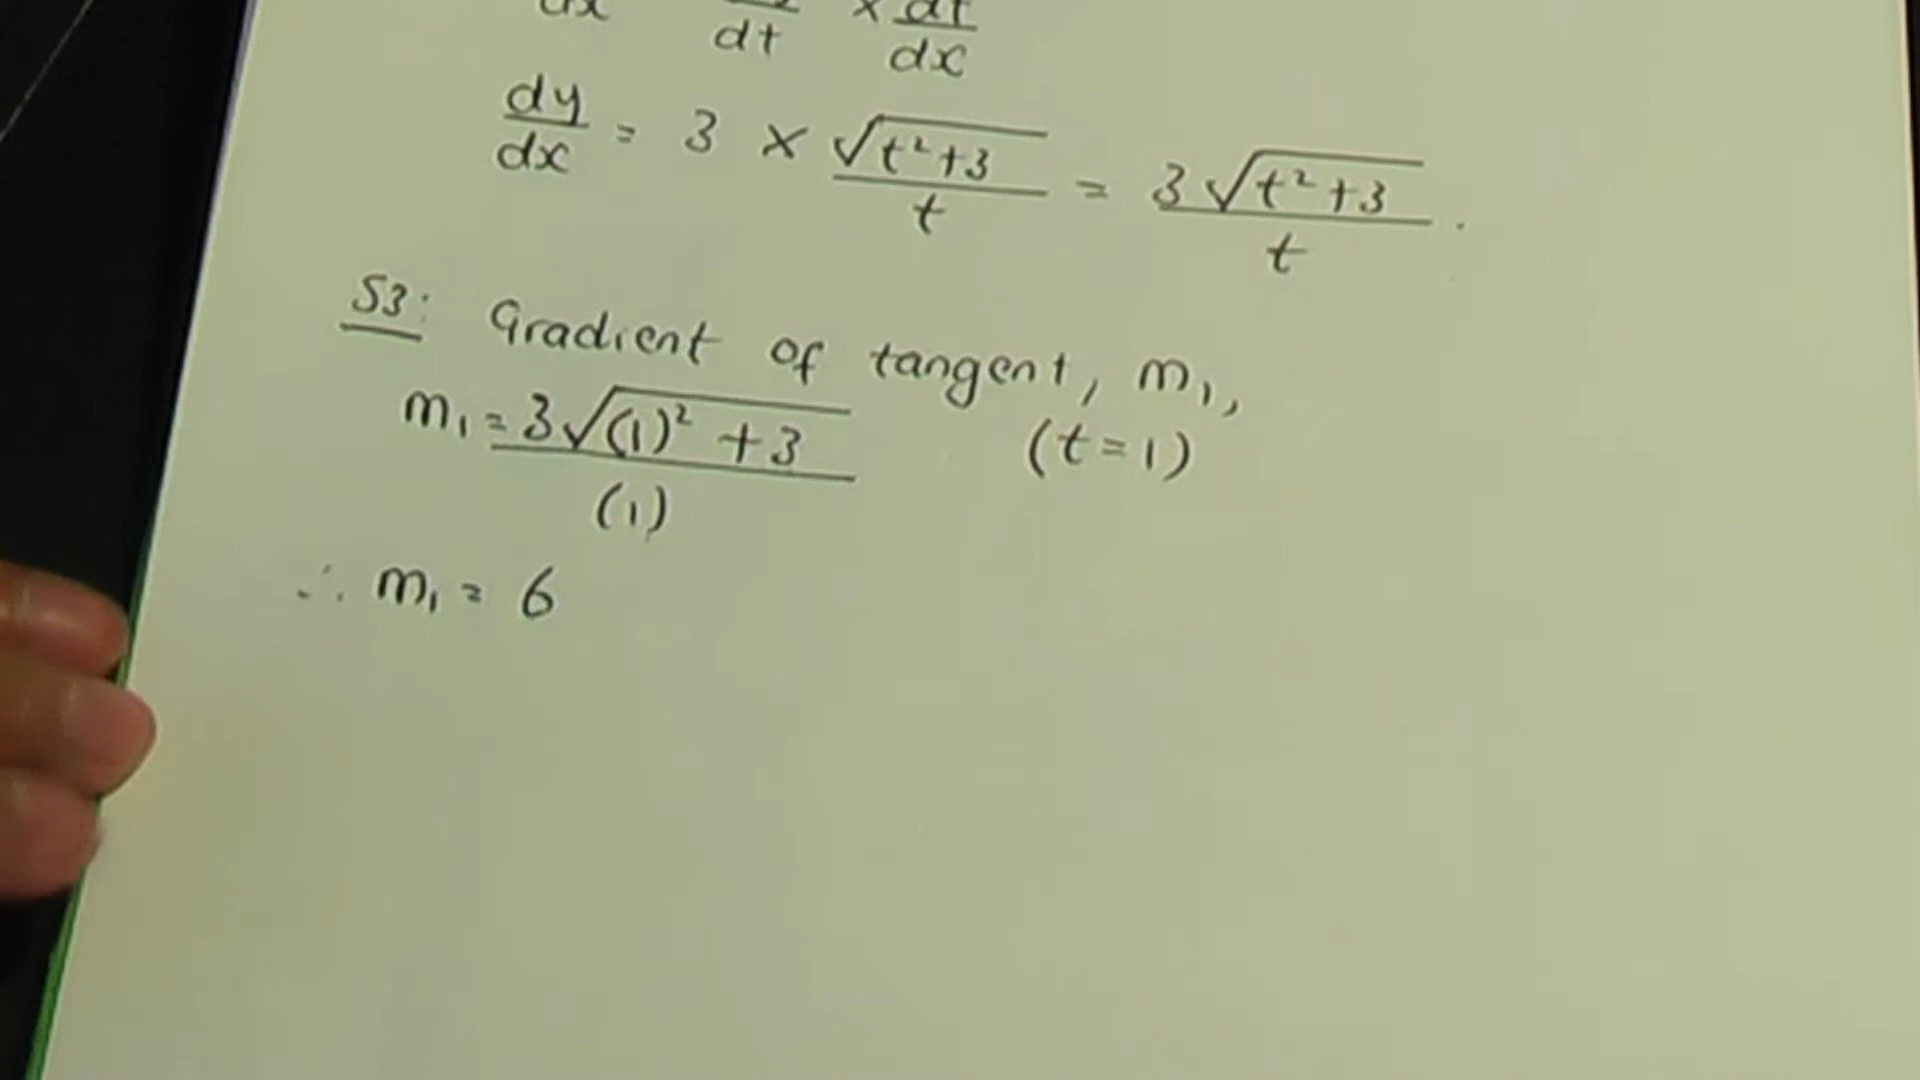 dt × dt/dx
dy/dx = 3 × √(t²+3)/t = 3√(t²+3)/t .
S3: Gradient of tangent, m₁,
m₁ = 3√((1)² + 3)/(1) (t=1)
∴ m₁ = 6